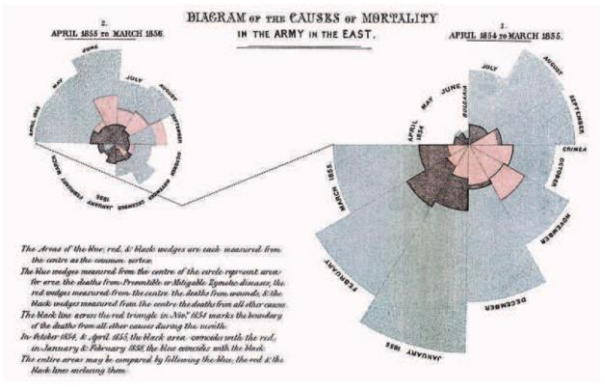 DIAGRAM OF THE CAUSES OF MORTALITY
IN THE ARMY IN THE EAST.
2.
APRIL 1855 TO MARCH 1856.
1.
APRIL 1854 TO MARCH 1855.
JUNE
JULY
AUGUST
SEPTEMBER
OCTOBER
NOVEMBER
DECEMBER
JANUARY
1856
FEBRUARY
MARCH
APRIL 1855
MAY
APRIL
1854
MAY
JUNE
BULGARIA
JULY
AUGUST
SEPTEMBER
CRIMEA
OCTOBER
NOVEMBER
DECEMBER
JANUARY 1855
FEBRUARY
MARCH 1855.
The Areas of the blue, red, & black wedges are each measured from
the centre as the common vertex.
The blue wedges measured from the centre of the circle represent area
for area the deaths from Preventible or Mitigable Zymotic diseases, the
red wedges measured from the centre the deaths from wounds, & the
black wedges measured from the centre the deaths from all other causes.
The black line across the red triangle in Novr. 1854 marks the boundary
of the deaths from all other causes during the month.
In October 1854, & April 1855, the black area coincides with the red,
in January & February 1856, the blue coincides with the black.
The entire areas may be compared by following the blue, the red & the
black lines enclosing them.